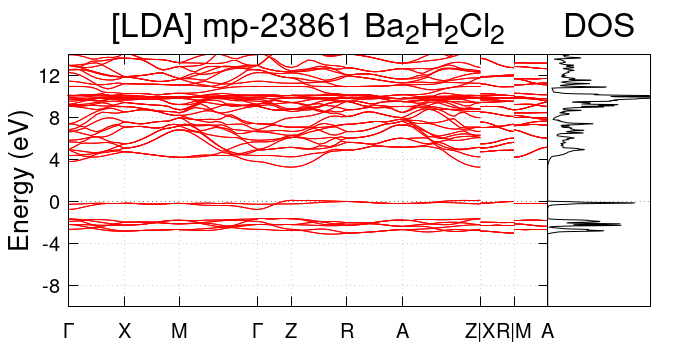 [LDA] mp-23861 Ba₂H₂Cl₂ DOS
Energy (eV)
12
8
4
0
-4
-8
Γ X M Γ Z R A Z|XR|M A